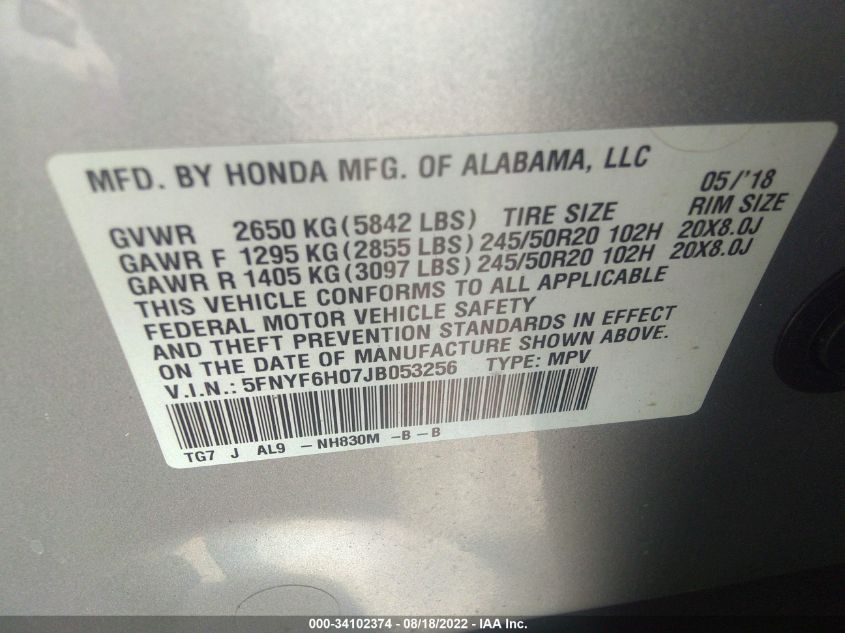 MFD. BY HONDA MFG. OF ALABAMA, LLC 05/'18
GVWR 2650 KG (5842 LBS) TIRE SIZE RIM SIZE
GAWR F 1295 KG (2855 LBS) 245/50R20 102H 20X8.0J
GAWR R 1405 KG (3097 LBS) 245/50R20 102H 20X8.0J
THIS VEHICLE CONFORMS TO ALL APPLICABLE
FEDERAL MOTOR VEHICLE SAFETY
AND THEFT PREVENTION STANDARDS IN EFFECT
ON THE DATE OF MANUFACTURE SHOWN ABOVE.
V.I.N.: 5FNYF6H07JB053256 TYPE: MPV
TG7 J AL9 -NH830M -B-B
000-34102374 - 08/18/2022 - IAA Inc.